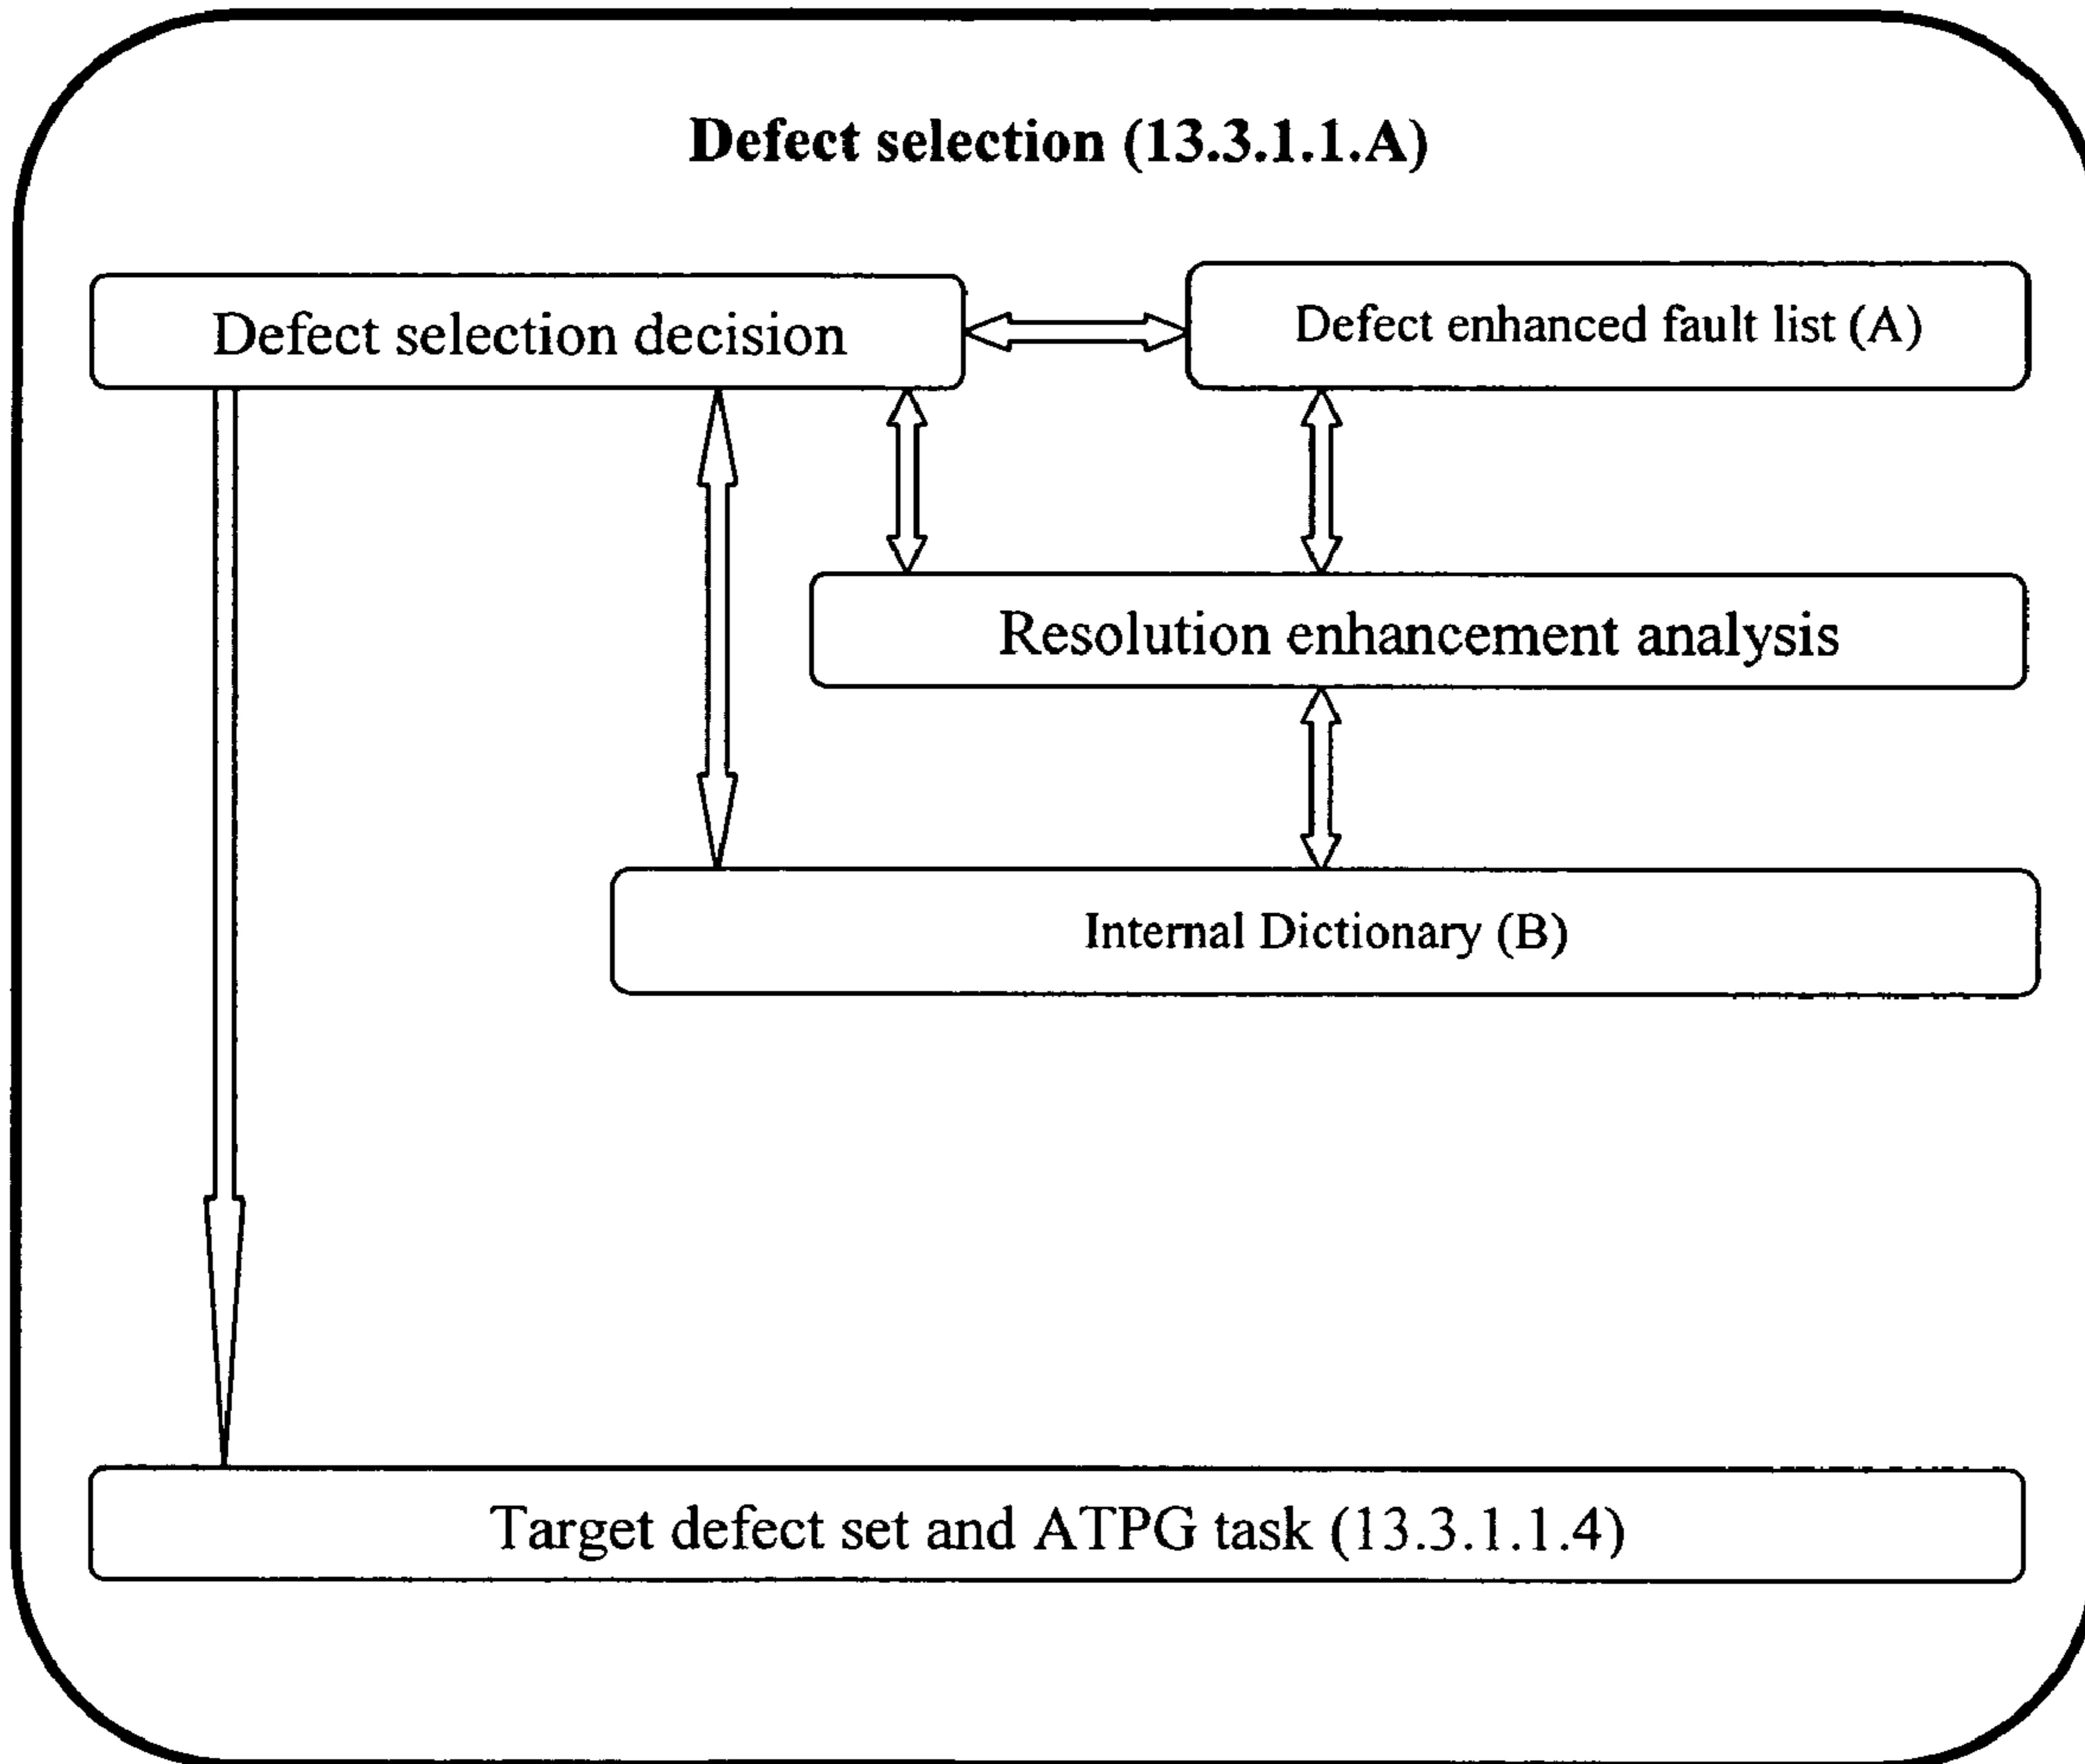 Defect selection (13.3.1.1.A)
Defect selection decision
Defect enhanced fault list (A)
Resolution enhancement analysis
Internal Dictionary (B)
Target defect set and ATPG task (13.3.1.1.4)